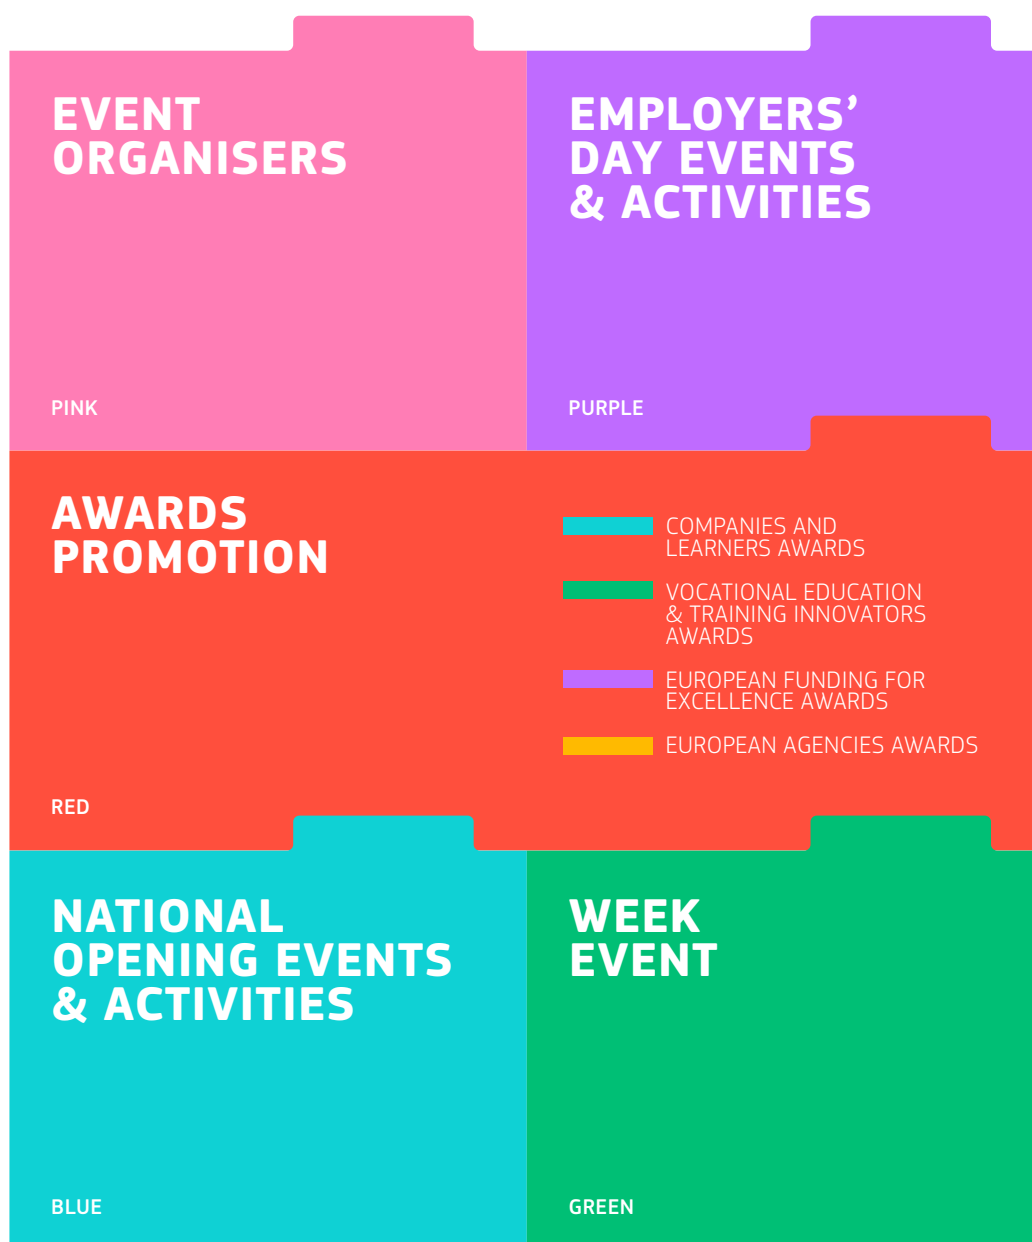 EVENT
ORGANISERS
PINK
EMPLOYERS’
DAY EVENTS
& ACTIVITIES
PURPLE
AWARDS
PROMOTION
RED
COMPANIES AND
LEARNERS AWARDS
VOCATIONAL EDUCATION
& TRAINING INNOVATORS
AWARDS
EUROPEAN FUNDING FOR
EXCELLENCE AWARDS
EUROPEAN AGENCIES AWARDS
NATIONAL
OPENING EVENTS
& ACTIVITIES
BLUE
WEEK
EVENT
GREEN